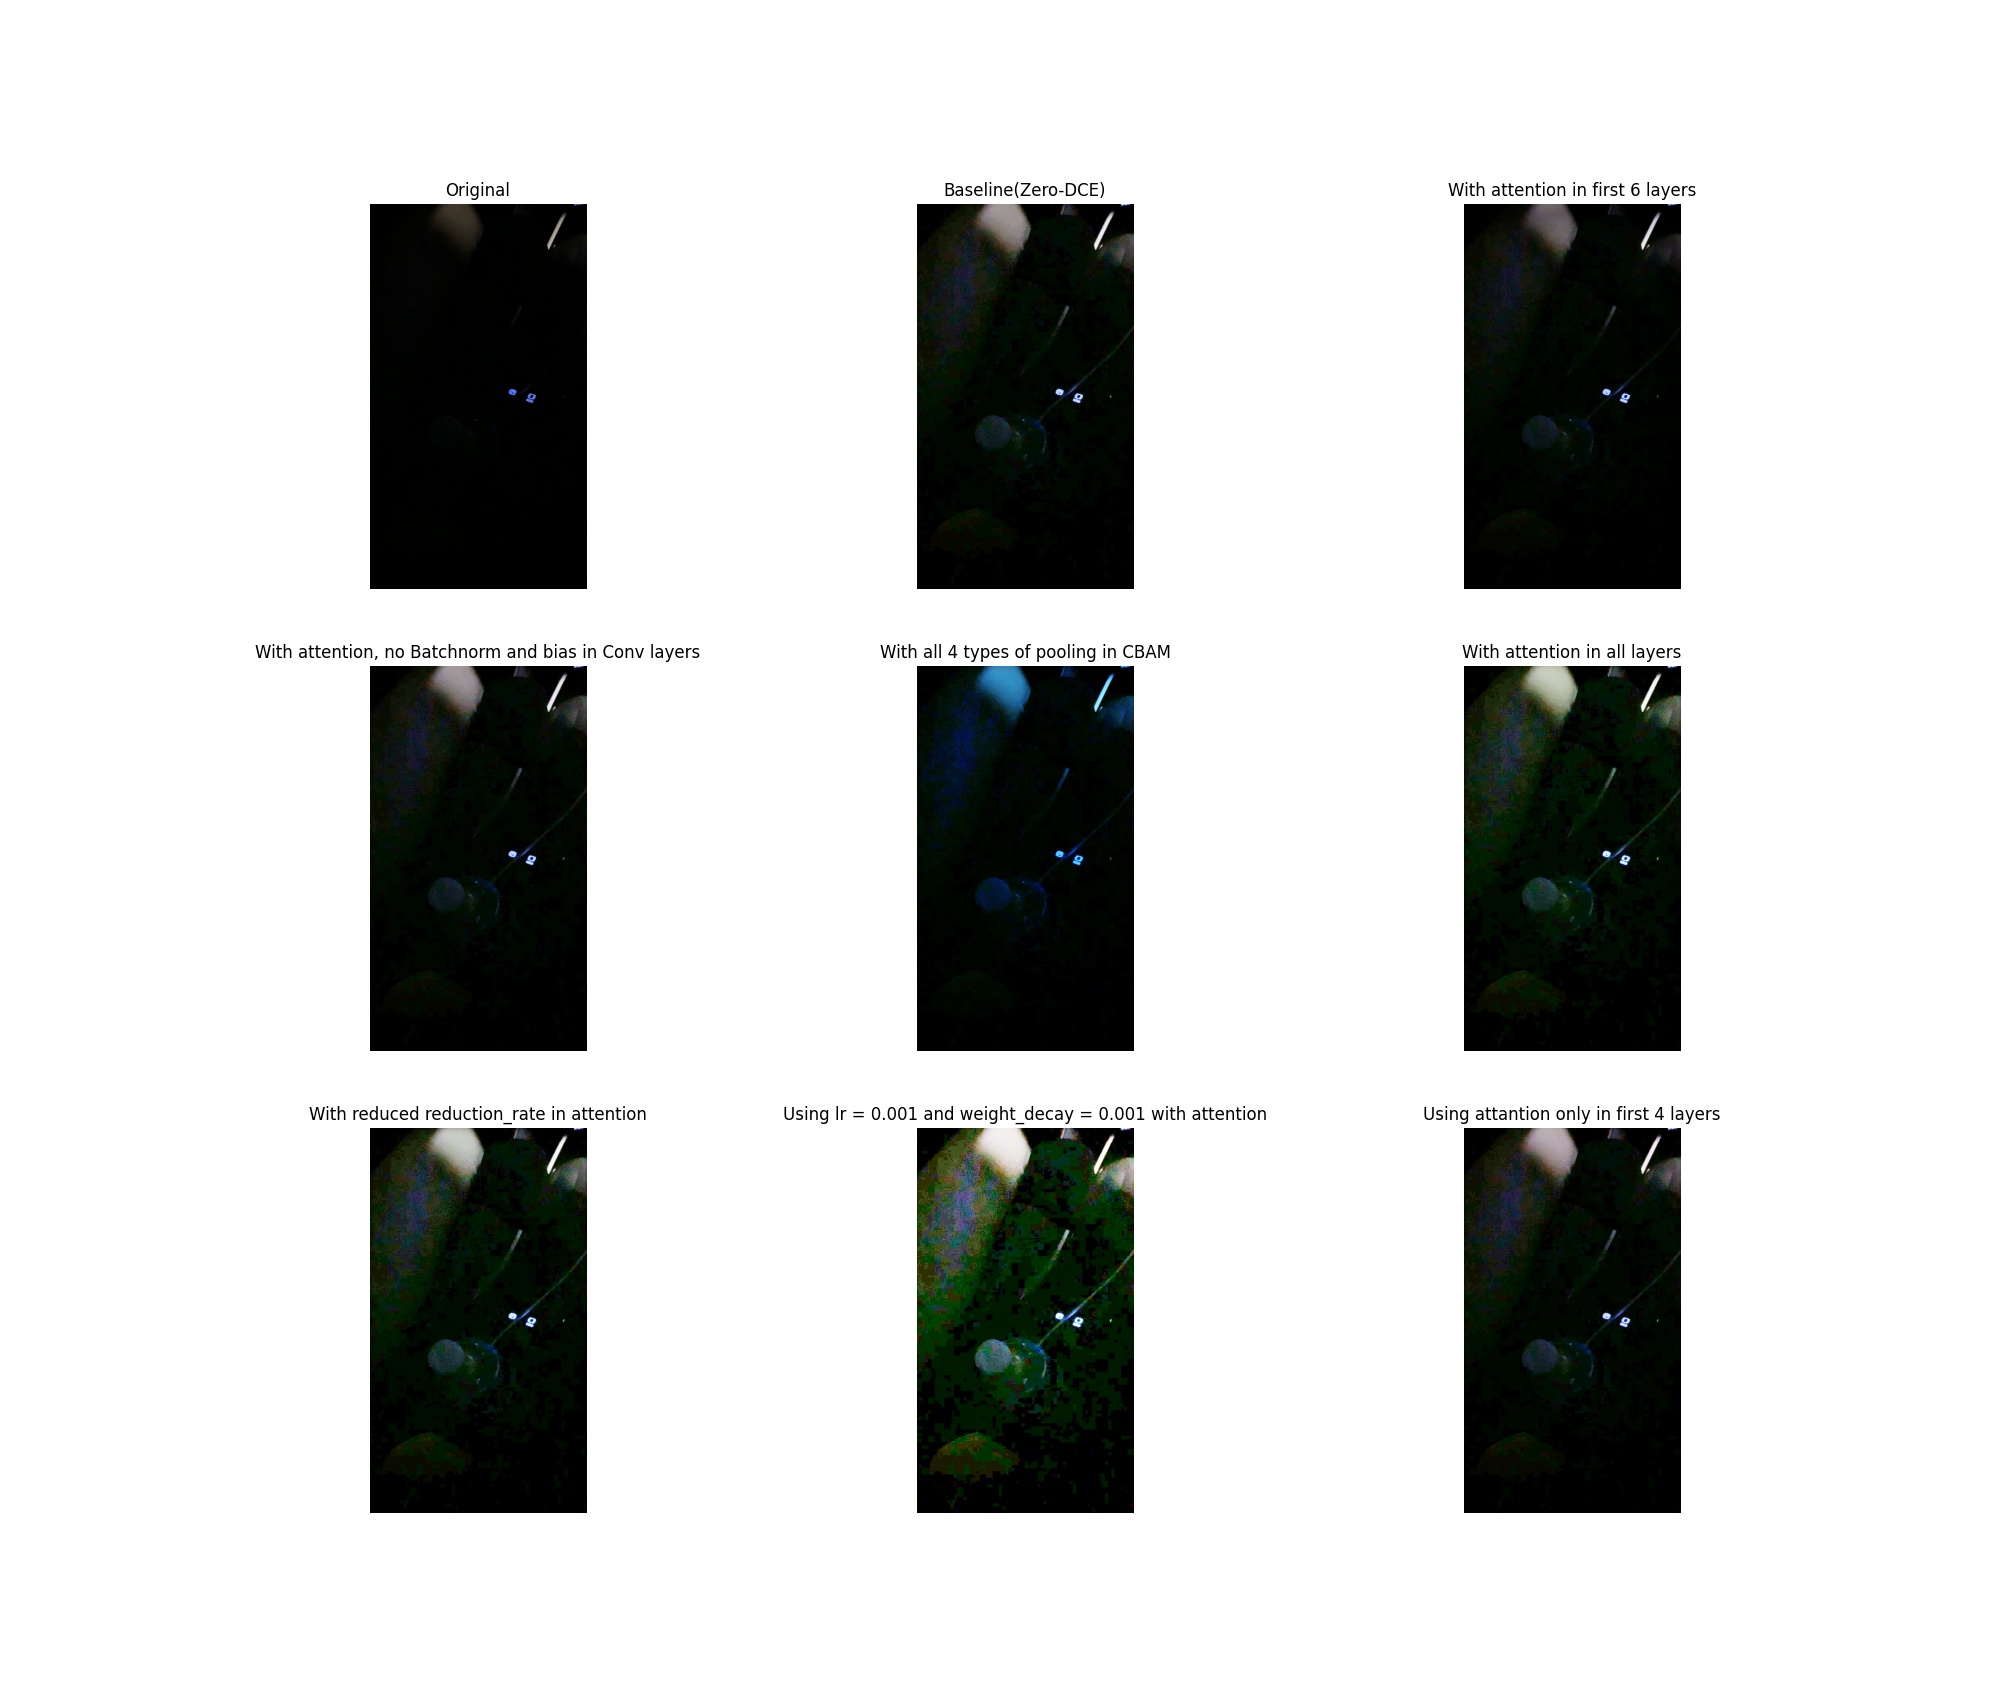 Original
Baseline(Zero-DCE)
With attention in first 6 layers
With attention, no Batchnorm and bias in Conv layers
With all 4 types of pooling in CBAM
With attention in all layers
With reduced reduction_rate in attention
Using lr = 0.001 and weight_decay = 0.001 with attention
Using attantion only in first 4 layers